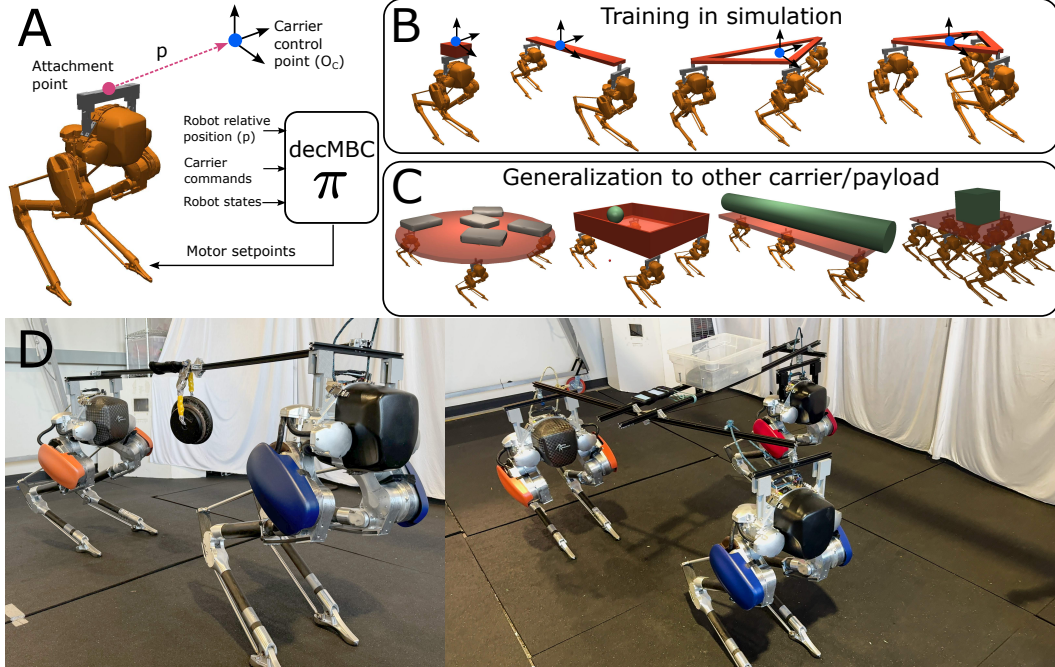 A
p
Carrier
control
point (O_C)
Attachment
point
Robot relative
position (p)
Carrier
commands
Robot states
decMBC
π
Motor setpoints
B
Training in simulation
C
Generalization to other carrier/payload
D